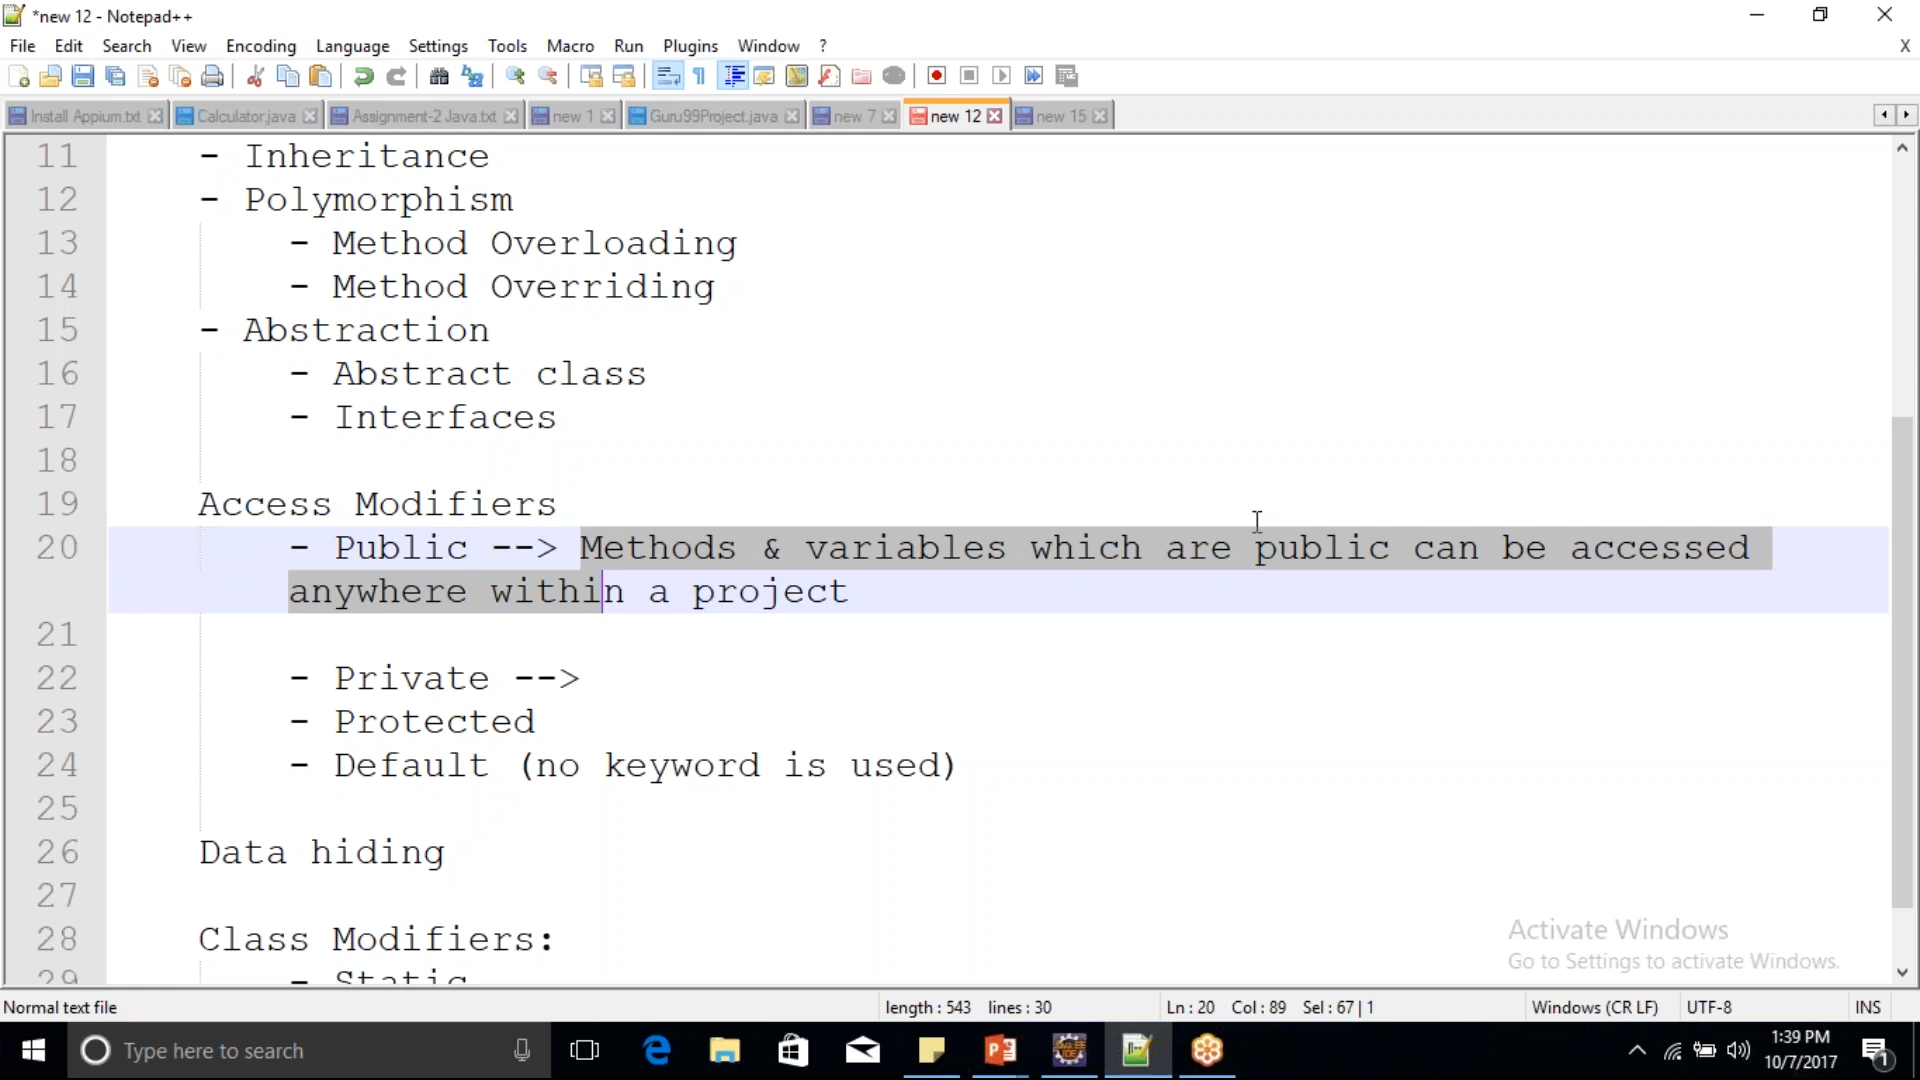 *new 12 - Notepad++
File Edit Search View Encoding Language Settings Tools Macro Run Plugins Window ? X
Install Appium.txt Calculator.java Assignment-2 Java.txt new 1 Guru99Project.java new 7 new 12 new 15
11 - Inheritance
12 - Polymorphism
13 - Method Overloading
14 - Method Overriding
15 - Abstraction
16 - Abstract class
17 - Interfaces
18
19 Access Modifiers
20 - Public --> Methods & variables which are public can be accessed
anywhere within a project
21
22 - Private -->
23 - Protected
24 - Default (no keyword is used)
25
26 Data hiding
27
28 Class Modifiers:
29 - Static
Activate Windows
Go to Settings to activate Windows.
Normal text file length : 543 lines : 30 Ln : 20 Col : 89 Sel : 67 | 1 Windows (CR LF) UTF-8 INS
Type here to search
1:39 PM
10/7/2017
1